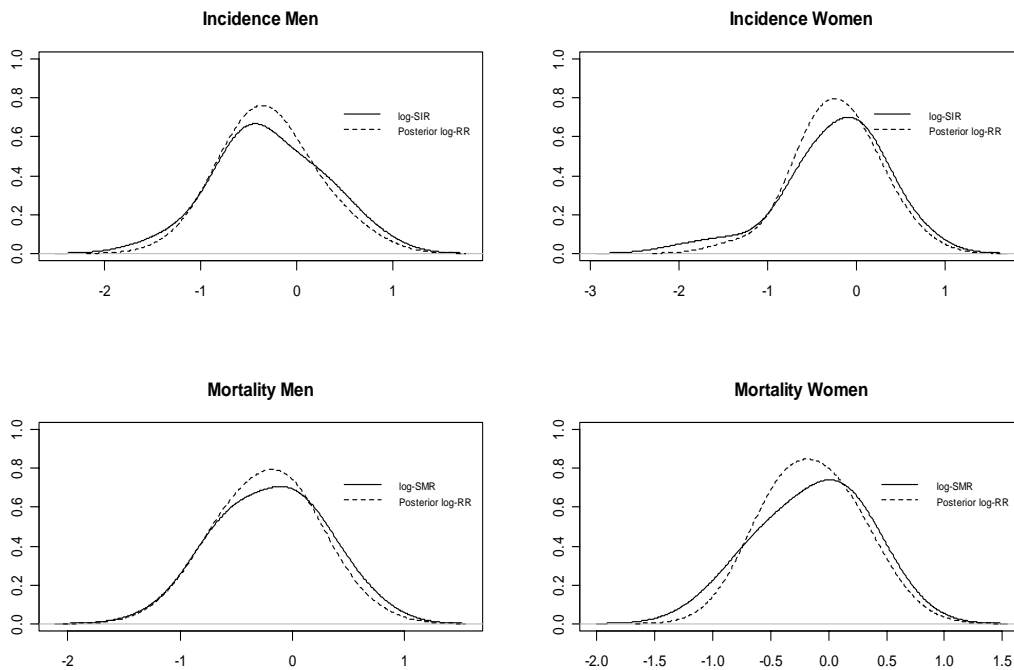 Incidence Men
1.0
0.8
0.6
0.4
0.2
0.0
log-SIR
Posterior log-RR
-2 -1 0 1
Incidence Women
1.0
0.8
0.6
0.4
0.2
0.0
log-SIR
Posterior log-RR
-3 -2 -1 0 1
Mortality Men
1.0
0.8
0.6
0.4
0.2
0.0
log-SMR
Posterior log-RR
-2 -1 0 1
Mortality Women
1.0
0.8
0.6
0.4
0.2
0.0
log-SMR
Posterior log-RR
-2.0 -1.5 -1.0 -0.5 0.0 0.5 1.0 1.5